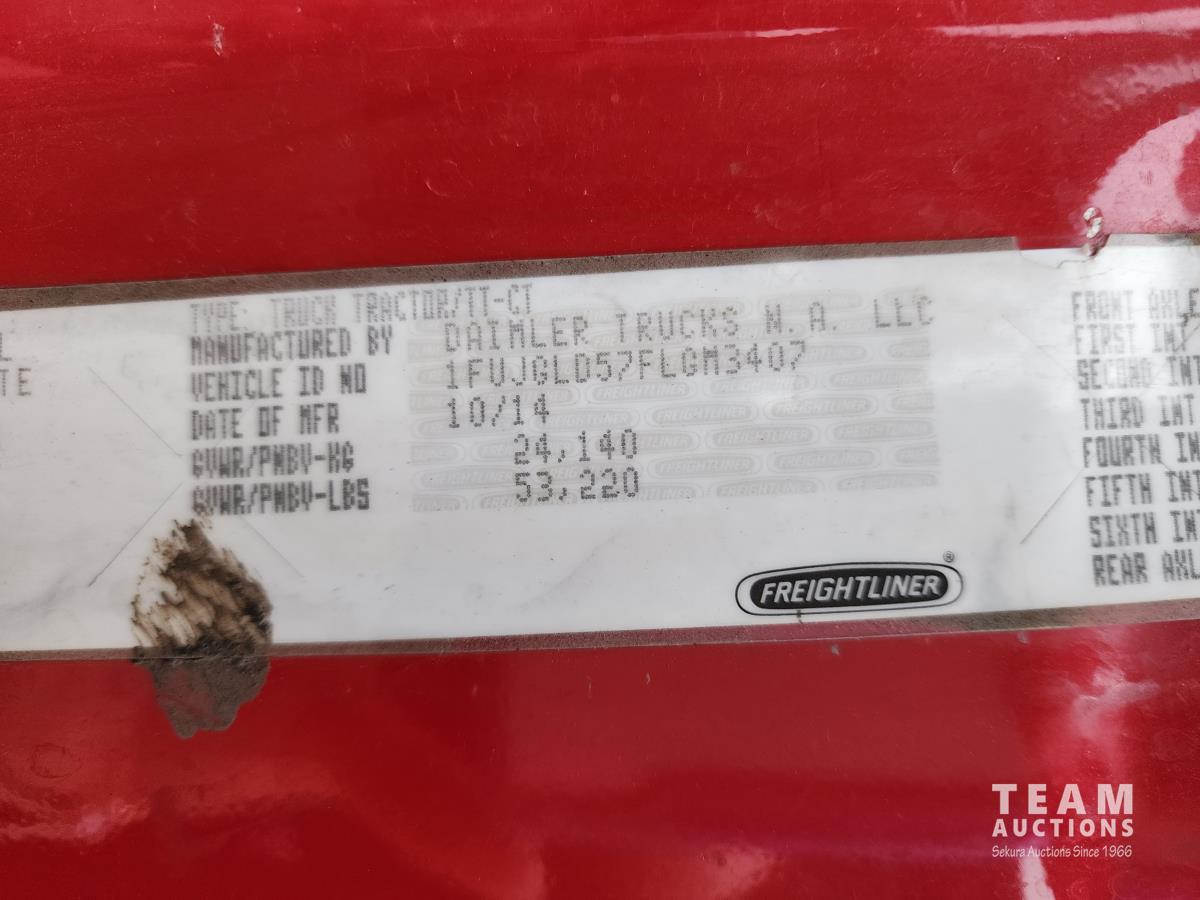 L
TE
TYPE: TRUCK TRACTOR/TT-CT
MANUFACTURED BY DAIMLER TRUCKS N.A. LLC
VEHICLE ID NO 1FUJGLD57FLGM3407
DATE OF MFR 10/14
GVWR/PNBV-KG 24,140
GVWR/PNBV-LBS 53,220
FRONT AXLE
FIRST INT
SECOND INT
THIRD INT
FOURTH IN
FIFTH INT
SIXTH IN
REAR AXL
FREIGHTLINER®
TEAM
AUCTIONS
Sekura Auctions Since 1966